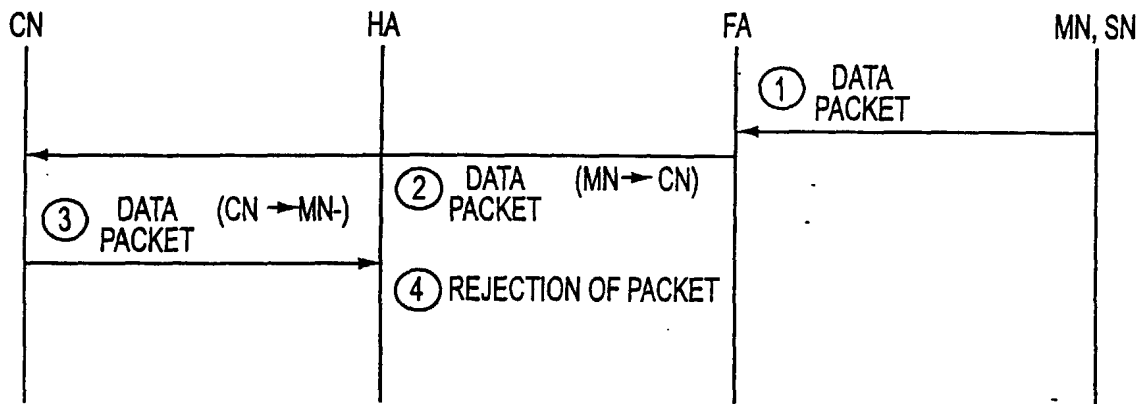 CN HA FA MN, SN
① DATA
PACKET
② DATA (MN → CN)
PACKET
③ DATA (CN →MN-)
PACKET
④ REJECTION OF PACKET